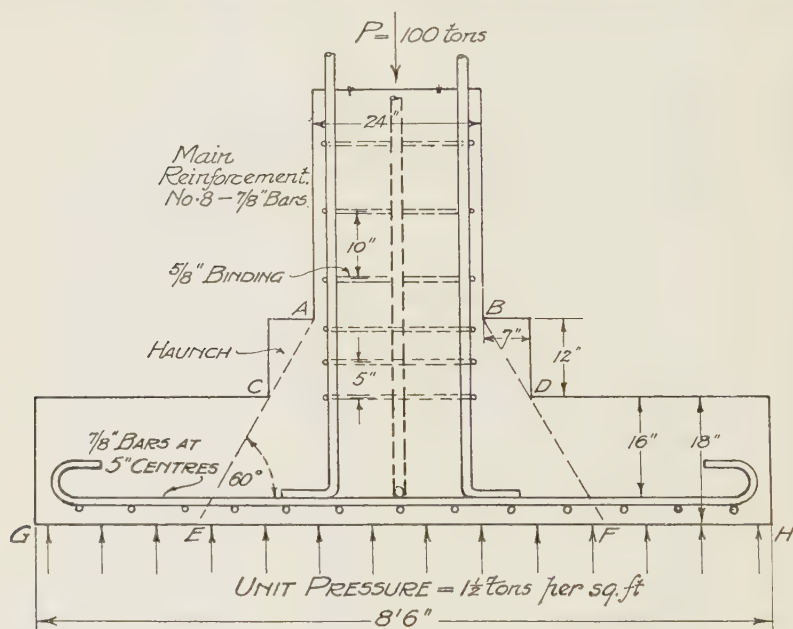 P = 100 tons
24"
Main
Reinforcement.
No. 8 – 7/8" Bars.
10"
5/8" BINDING
A
B
HAUNCH
7"
12"
5"
C
D
7/8" BARS AT
5" CENTRES
60°
16"
18"
G
E
F
H
UNIT PRESSURE = 1½ tons per sq. ft
8'6"